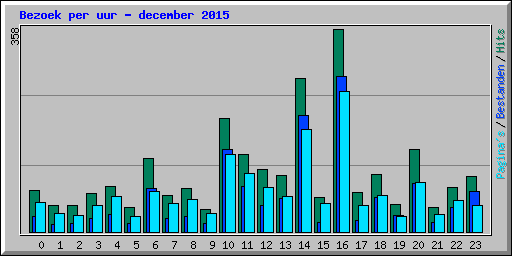 Bezoek per uur - december 2015
358
Pagina's / Bestanden / Hits
0 1 2 3 4 5 6 7 8 9 10 11 12 13 14 15 16 17 18 19 20 21 22 23